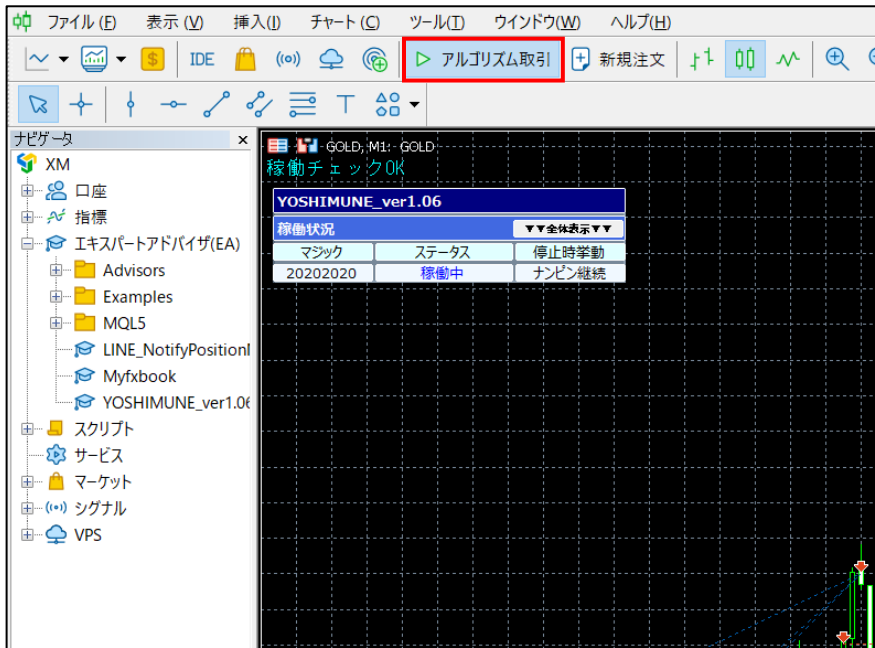 ファイル(F) 表示(V) 挿入(I) チャート(C) ツール(T) ウインドウ(W) ヘルプ(H)
IDE アルゴリズム取引 新規注文
ナビゲータ x
XM
口座
指標
エキスパートアドバイザ(EA)
Advisors
Examples
MQL5
LINE_NotifyPosition
Myfxbook
YOSHIMUNE_ver1.06
スクリプト
サービス
マーケット
シグナル
VPS
GOLD, M1: GOLD
稼働チェックOK
YOSHIMUNE_ver1.06
稼働状況 ▼▼全体表示▼▼
マジック ステータス 停止時挙動
20202020 稼働中 ナンピン継続